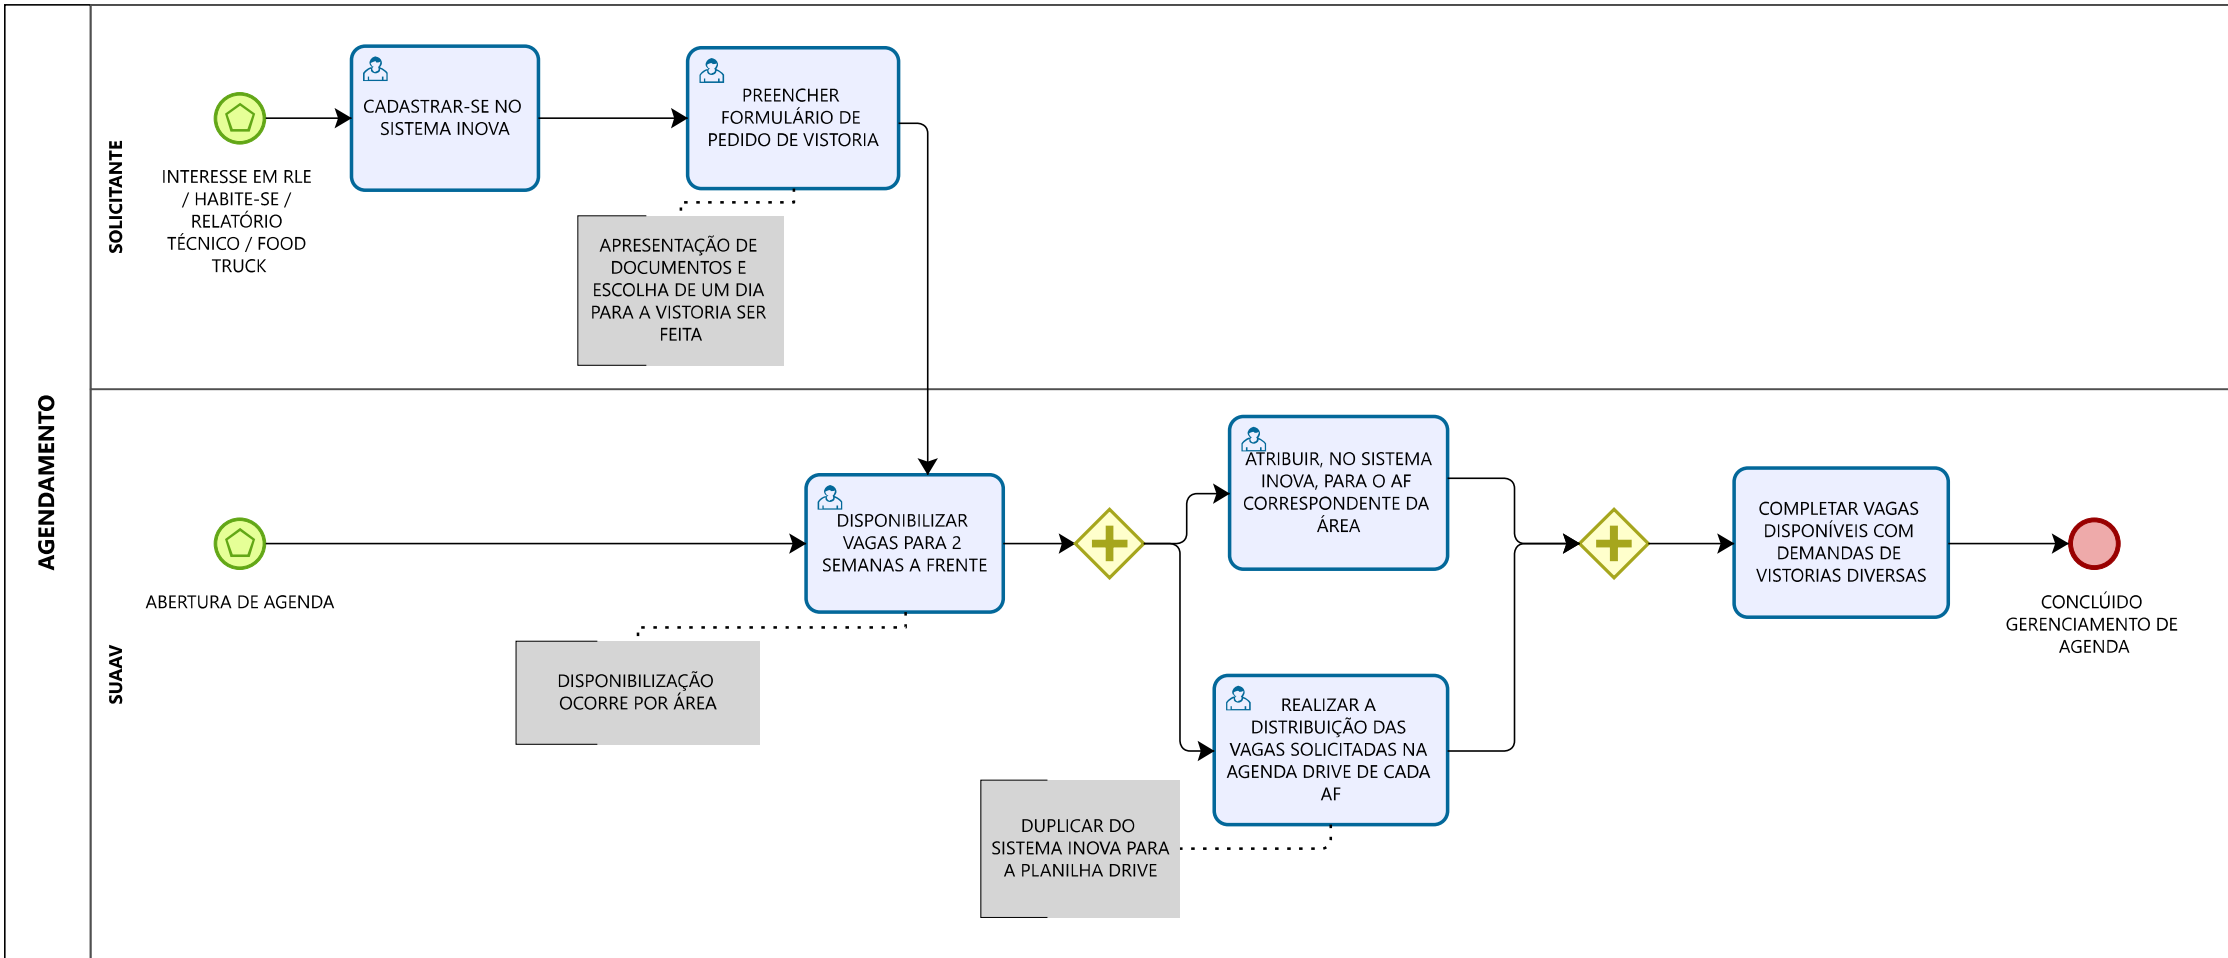 AGENDAMENTO
SOLICITANTE
INTERESSE EM RLE
/ HABITE-SE /
RELATÓRIO
TÉCNICO / FOOD
TRUCK
CADASTRAR-SE NO
SISTEMA INOVA
PREENCHER
FORMULÁRIO DE
PEDIDO DE VISTORIA
APRESENTAÇÃO DE
DOCUMENTOS E
ESCOLHA DE UM DIA
PARA A VISTORIA SER
FEITA
SUAAV
ABERTURA DE AGENDA
DISPONIBILIZAR
VAGAS PARA 2
SEMANAS A FRENTE
DISPONIBILIZAÇÃO
OCORRE POR ÁREA
ATRIBUIR, NO SISTEMA
INOVA, PARA O AF
CORRESPONDENTE DA
ÁREA
REALIZAR A
DISTRIBUIÇÃO DAS
VAGAS SOLICITADAS NA
AGENDA DRIVE DE CADA
AF
DUPLICAR DO
SISTEMA INOVA PARA
A PLANILHA DRIVE
COMPLETAR VAGAS
DISPONÍVEIS COM
DEMANDAS DE
VISTORIAS DIVERSAS
CONCLÚIDO
GERENCIAMENTO DE
AGENDA